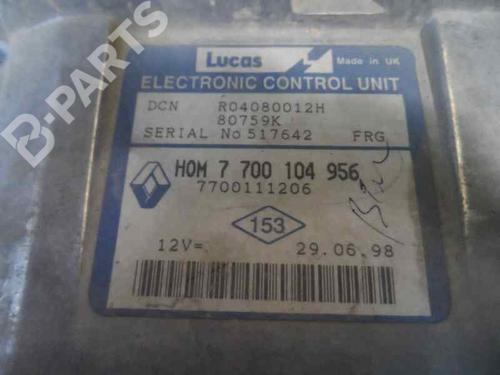 B-PARTS
Lucas
Made in UK
ELECTRONIC CONTROL UNIT
DCN R04080012H
80759K
SERIAL No 517642 FRG
HOM 7 700 104 956
7700111206
153
12V= 29.06.98
B-PARTS